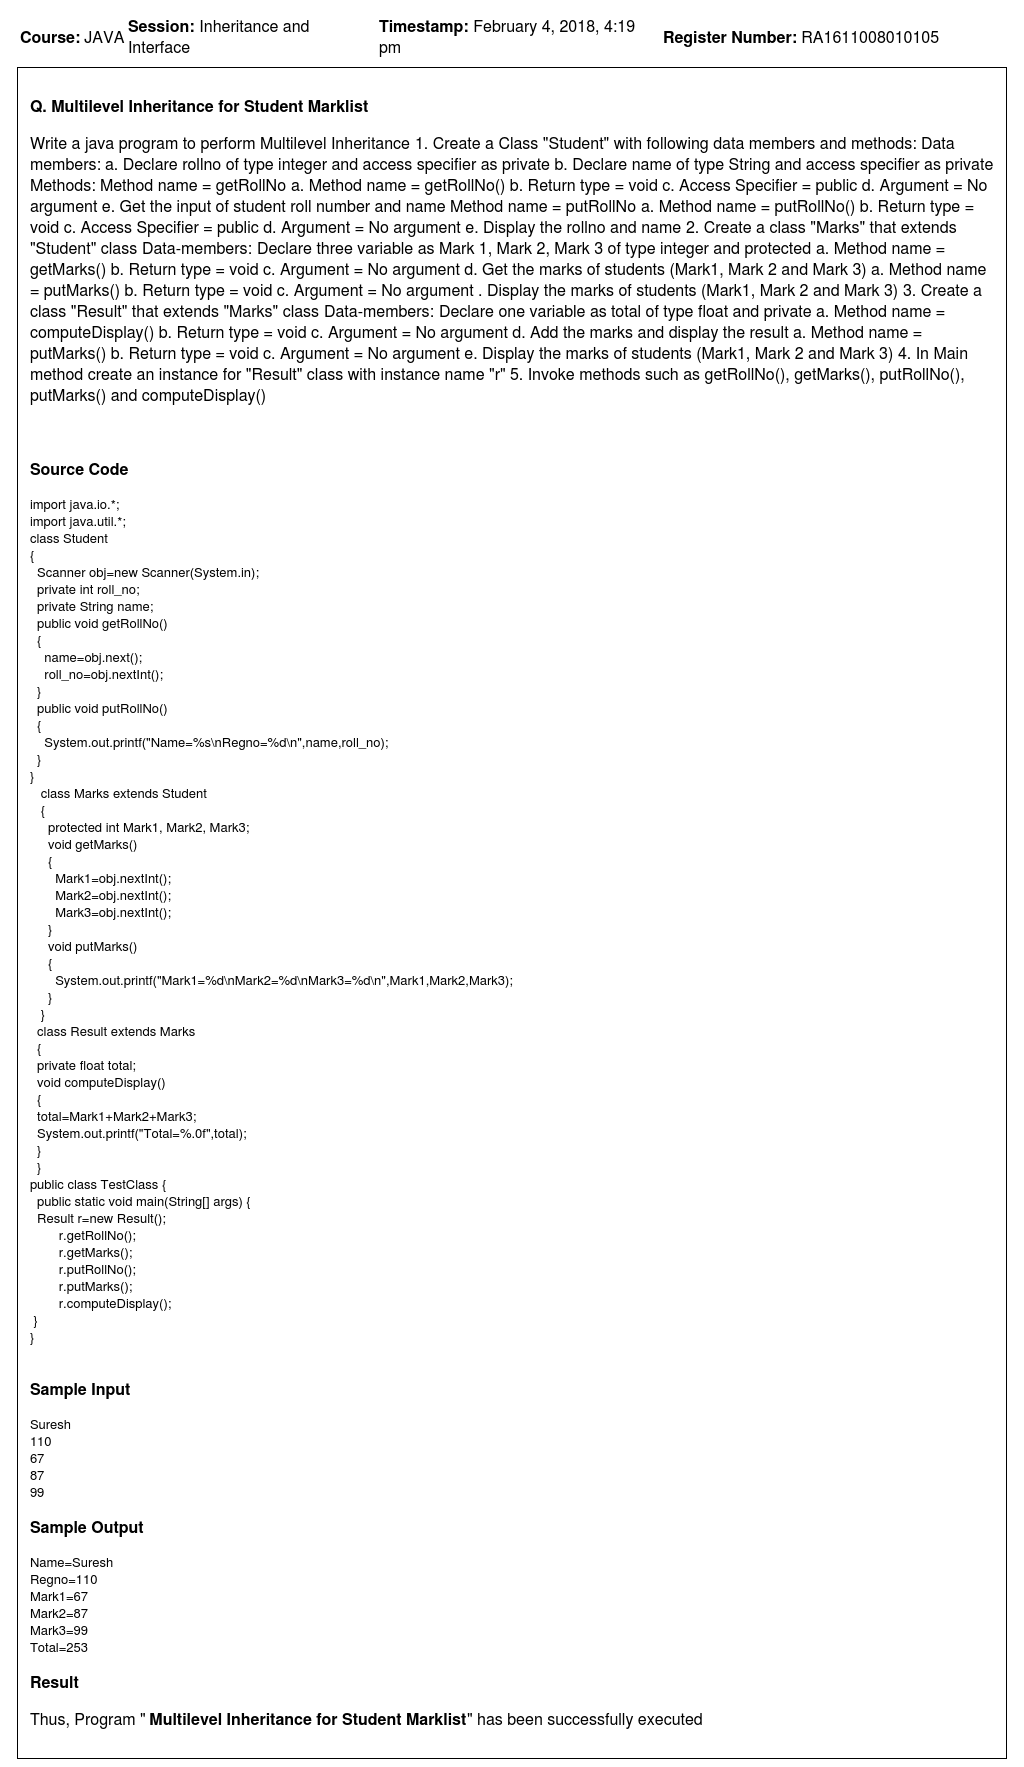 Course: JAVA Session: Inheritance and Interface Timestamp: February 4, 2018, 4:19 pm Register Number: RA1611008010105
Q. Multilevel Inheritance for Student Marklist
Write a java program to perform Multilevel Inheritance 1. Create a Class "Student" with following data members and methods: Data
members: a. Declare rollno of type integer and access specifier as private b. Declare name of type String and access specifier as private
Methods: Method name = getRollNo a. Method name = getRollNo() b. Return type = void c. Access Specifier = public d. Argument = No
argument e. Get the input of student roll number and name Method name = putRollNo a. Method name = putRollNo() b. Return type =
void c. Access Specifier = public d. Argument = No argument e. Display the rollno and name 2. Create a class "Marks" that extends
"Student" class Data-members: Declare three variable as Mark 1, Mark 2, Mark 3 of type integer and protected a. Method name =
getMarks() b. Return type = void c. Argument = No argument d. Get the marks of students (Mark1, Mark 2 and Mark 3) a. Method name
= putMarks() b. Return type = void c. Argument = No argument . Display the marks of students (Mark1, Mark 2 and Mark 3) 3. Create a
class "Result" that extends "Marks" class Data-members: Declare one variable as total of type float and private a. Method name =
computeDisplay() b. Return type = void c. Argument = No argument d. Add the marks and display the result a. Method name =
putMarks() b. Return type = void c. Argument = No argument e. Display the marks of students (Mark1, Mark 2 and Mark 3) 4. In Main
method create an instance for "Result" class with instance name "r" 5. Invoke methods such as getRollNo(), getMarks(), putRollNo(),
putMarks() and computeDisplay()
Source Code
import java.io.*;
import java.util.*;
class Student
{
Scanner obj=new Scanner(System.in);
private int roll_no;
private String name;
public void getRollNo()
{
name=obj.next();
roll_no=obj.nextInt();
}
public void putRollNo()
{
System.out.printf("Name=%s\nRegno=%d\n",name,roll_no);
}
}
class Marks extends Student
{
protected int Mark1, Mark2, Mark3;
void getMarks()
{
Mark1=obj.nextInt();
Mark2=obj.nextInt();
Mark3=obj.nextInt();
}
void putMarks()
{
System.out.printf("Mark1=%d\nMark2=%d\nMark3=%d\n",Mark1,Mark2,Mark3);
}
}
class Result extends Marks
{
private float total;
void computeDisplay()
{
total=Mark1+Mark2+Mark3;
System.out.printf("Total=%.0f",total);
}
}
public class TestClass {
public static void main(String[] args) {
Result r=new Result();
r.getRollNo();
r.getMarks();
r.putRollNo();
r.putMarks();
r.computeDisplay();
}
}
Sample Input
Suresh
110
67
87
99
Sample Output
Name=Suresh
Regno=110
Mark1=67
Mark2=87
Mark3=99
Total=253
Result
Thus, Program " Multilevel Inheritance for Student Marklist" has been successfully executed